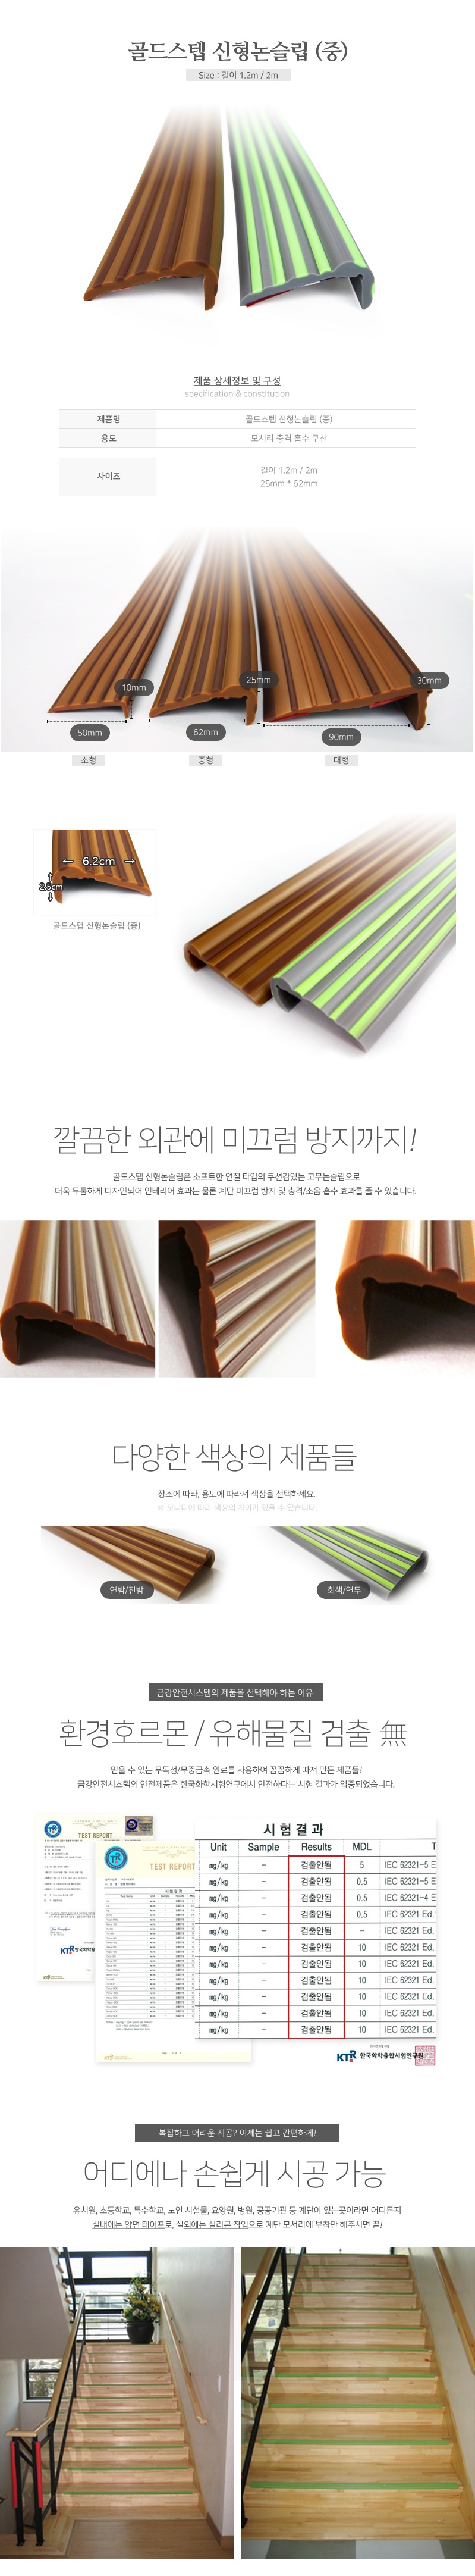 골드스텝 신형논슬립 (중)
Size : 길이 1.2m / 2m
제품 상세정보 및 구성
specification & constitution
제품명 골드스텝 신형논슬립 (중)
용도 모서리 충격 흡수 쿠션
사이즈 길이 1.2m / 2m
25mm * 62mm
10mm 25mm 30mm
50mm 62mm 90mm
소형 중형 대형
← 6.2cm →
2.5cm
골드스텝 신형논슬립 (중)
깔끔한 외관에 미끄럼 방지까지!
골드스텝 신형논슬립은 소프트한 연질 타입의 쿠션감있는 고무논슬립으로
더욱 두툼하게 디자인되어 인테리어 효과는 물론 계단 미끄럼 방지 및 충격/소음 흡수 효과를 줄 수 있습니다.
다양한 색상의 제품들
장소에 따라, 용도에 따라서 색상을 선택하세요.
※ 모니터에 따라 색상의 차이가 있을 수 있습니다.
연밤/진밤 회색/연두
금강안전시스템의 제품을 선택해야 하는 이유
환경호르몬 / 유해물질 검출 無
믿을 수 있는 무독성/무중금속 원료를 사용하여 꼼꼼하게 따져 만든 제품들!
금강안전시스템의 안전제품은 한국화학시험연구에서 안전하다는 시험 결과가 입증되었습니다.
TEST REPORT
TEST REPORT
시험결과
Unit Sample Results MDL T
mg/kg – 검출안됨 5 IEC 62321-5 E
mg/kg – 검출안됨 0.5 IEC 62321-5 E
mg/kg – 검출안됨 0.5 IEC 62321-4 E
mg/kg – 검출안됨 0.5 IEC 62321 Ed.
mg/kg – 검출안됨 – IEC 62321 Ed.
mg/kg – 검출안됨 10 IEC 62321 Ed.
mg/kg – 검출안됨 10 IEC 62321 Ed.
mg/kg – 검출안됨 10 IEC 62321 Ed.
mg/kg – 검출안됨 10 IEC 62321 Ed.
mg/kg – 검출안됨 10 IEC 62321 Ed.
mg/kg – 검출안됨 10 IEC 62321 Ed.
KTR 한국화학융합시험연구원
복잡하고 어려운 시공? 이제는 쉽고 간편하게!
어디에나 손쉽게 시공 가능
유치원, 초등학교, 특수학교, 노인 시설물, 요양원, 병원, 공공기관 등 계단이 있는곳이라면 어디든지
실내에는 양면 테이프로, 실외에는 실리콘 작업으로 계단 모서리에 부착만 해주시면 끝!